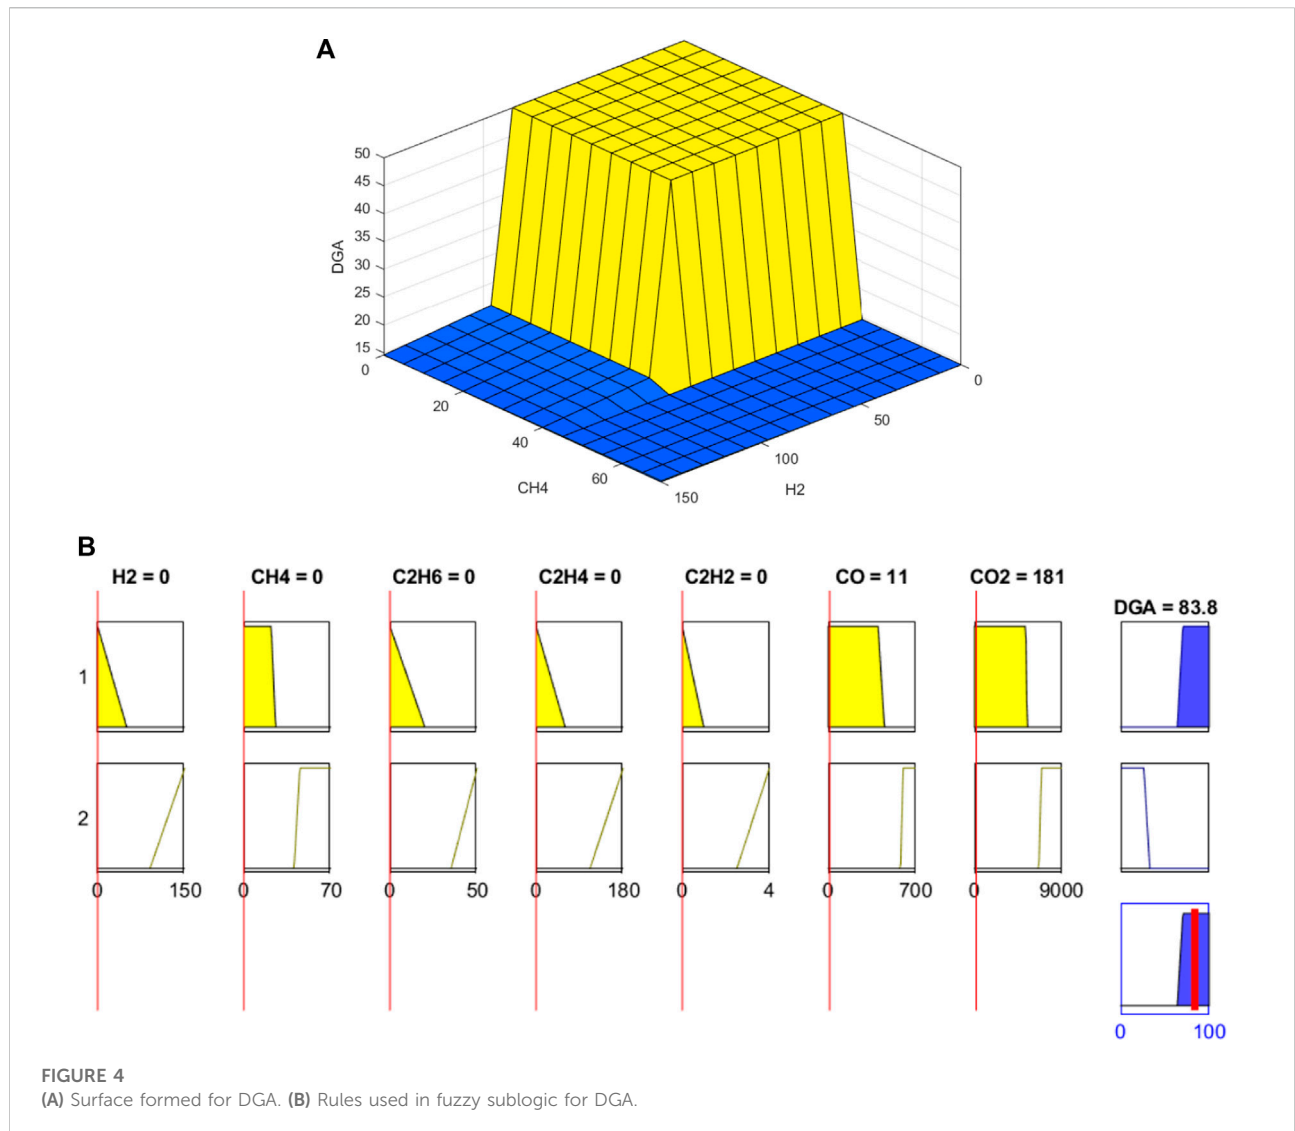 A
50
45
40
35
30
25
20
15
DGA
0
20
40
60
CH4
0
50
100
150
H2
B
H2 = 0
CH4 = 0
C2H6 = 0
C2H4 = 0
C2H2 = 0
CO = 11
CO2 = 181
DGA = 83.8
1
2
0 150
0 70
0 50
0 180
0 4
0 700
0 9000
0 100
FIGURE 4
(A) Surface formed for DGA. (B) Rules used in fuzzy sublogic for DGA.